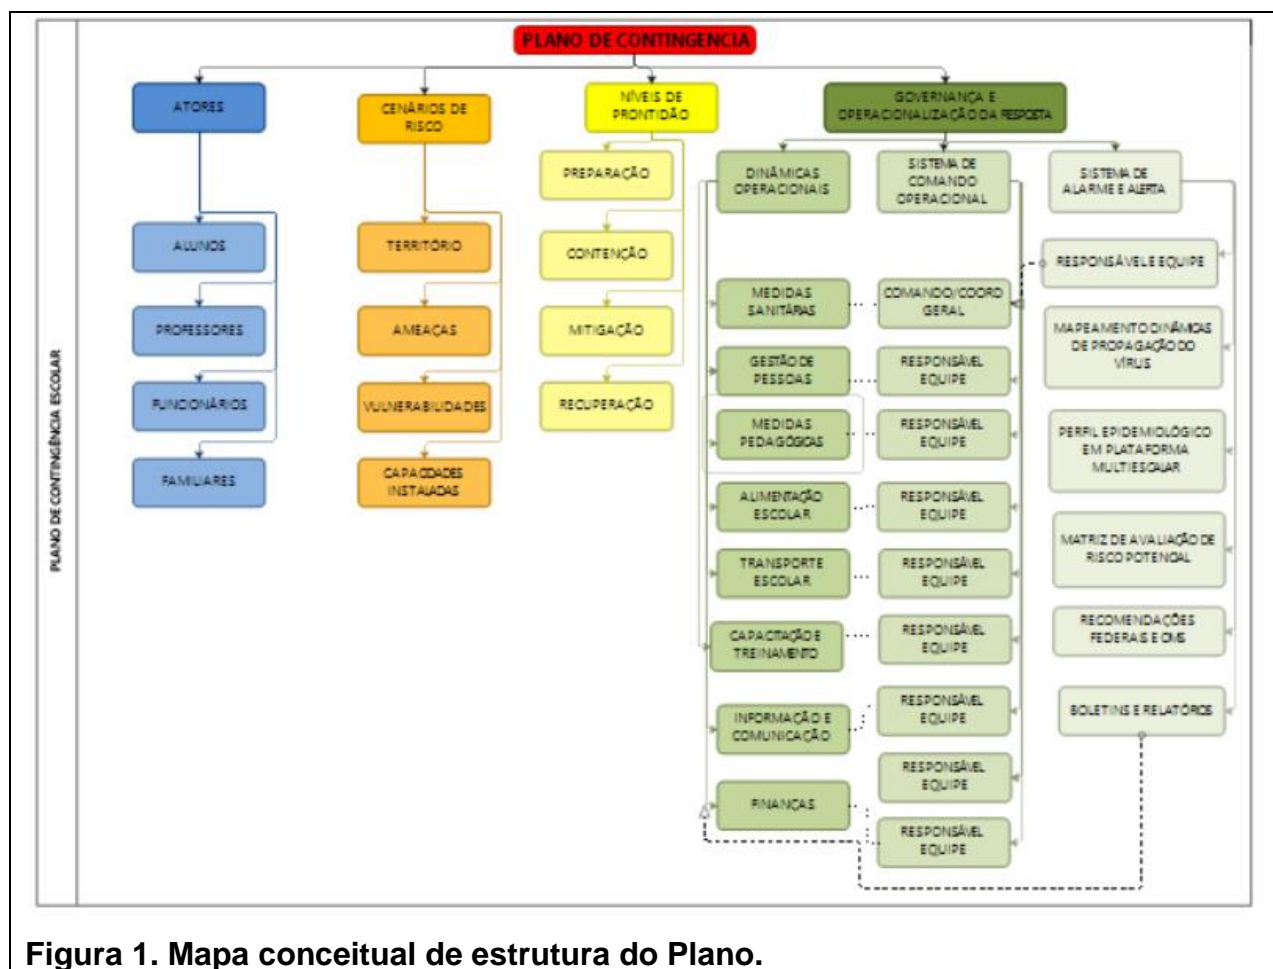 PLANO DE CONTINGÊNCIA ESCOLAR
PLANO DE CONTINGENCIA
ATORES
ALUNOS
PROFESSORES
FUNCIONÁRIOS
FAMILIARES
CENÁRIOS DE
RISCO
TERRITÓRIO
AMEAÇAS
VULNERABILIDADES
CAPACIDADES
INSTALADAS
NÍVEIS DE
PRONTIDÃO
PREPARAÇÃO
CONTENÇÃO
MITIGAÇÃO
RECUPERAÇÃO
GOVERNANÇA E
OPERACIONALIZAÇÃO DA RESPOSTA
DINÂMICAS
OPERACIONAIS
MEDIDAS
SANITÁRIAS
GESTÃO DE
PESSOAS
MEDIDAS
PEDAGÓGICAS
ALIMENTAÇÃO
ESCOLAR
TRANSPORTE
ESCOLAR
CAPACITAÇÃO E
TREINAMENTO
INFORMAÇÃO E
COMUNICAÇÃO
FINANÇAS
SISTEMA DE
COMANDO
OPERACIONAL
COMANDO/COORD
GERAL
RESPONSÁVEL
EQUIPE
RESPONSÁVEL
EQUIPE
RESPONSÁVEL
EQUIPE
RESPONSÁVEL
EQUIPE
RESPONSÁVEL
EQUIPE
RESPONSÁVEL
EQUIPE
RESPONSÁVEL
EQUIPE
RESPONSÁVEL
EQUIPE
SISTEMA DE
ALARME E ALERTA
RESPONSÁVEL E EQUIPE
MAPEAMENTO DINÂMICAS
DE PROPAGAÇÃO DO
VÍRUS
PERFIL EPIDEMIOLÓGICO
EM PLATAFORMA
MULTIESCALAR
MATRIZ DE AVALIAÇÃO DE
RISCO POTENCIAL
RECOMENDAÇÕES
FEDERAIS E OMS
BOLETINS E RELATÓRIOS
Figura 1. Mapa conceitual de estrutura do Plano.